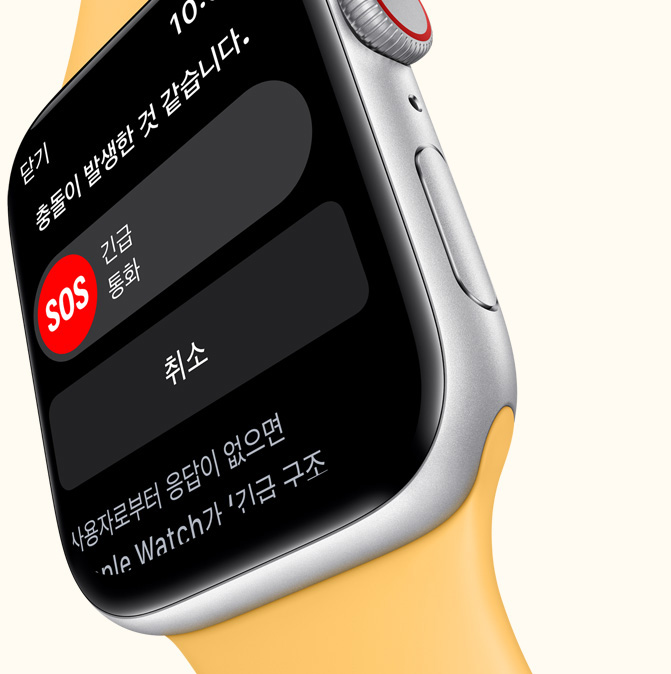 닫기
충돌이 발생한 것 같습니다.
SOS
긴급
통화
취소
사용자로부터 응답이 없으면
Watch가 '긴급 구조